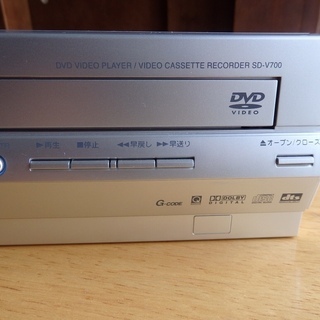 DVD VIDEO PLAYER / VIDEO CASSETTE RECORDER SD-V700
DVD
VIDEO
▶再生 ■停止 ◀◀早戻し ▶▶早送り ⏏オープン/クローズ
G-CODE DOLBY DIGITAL dts